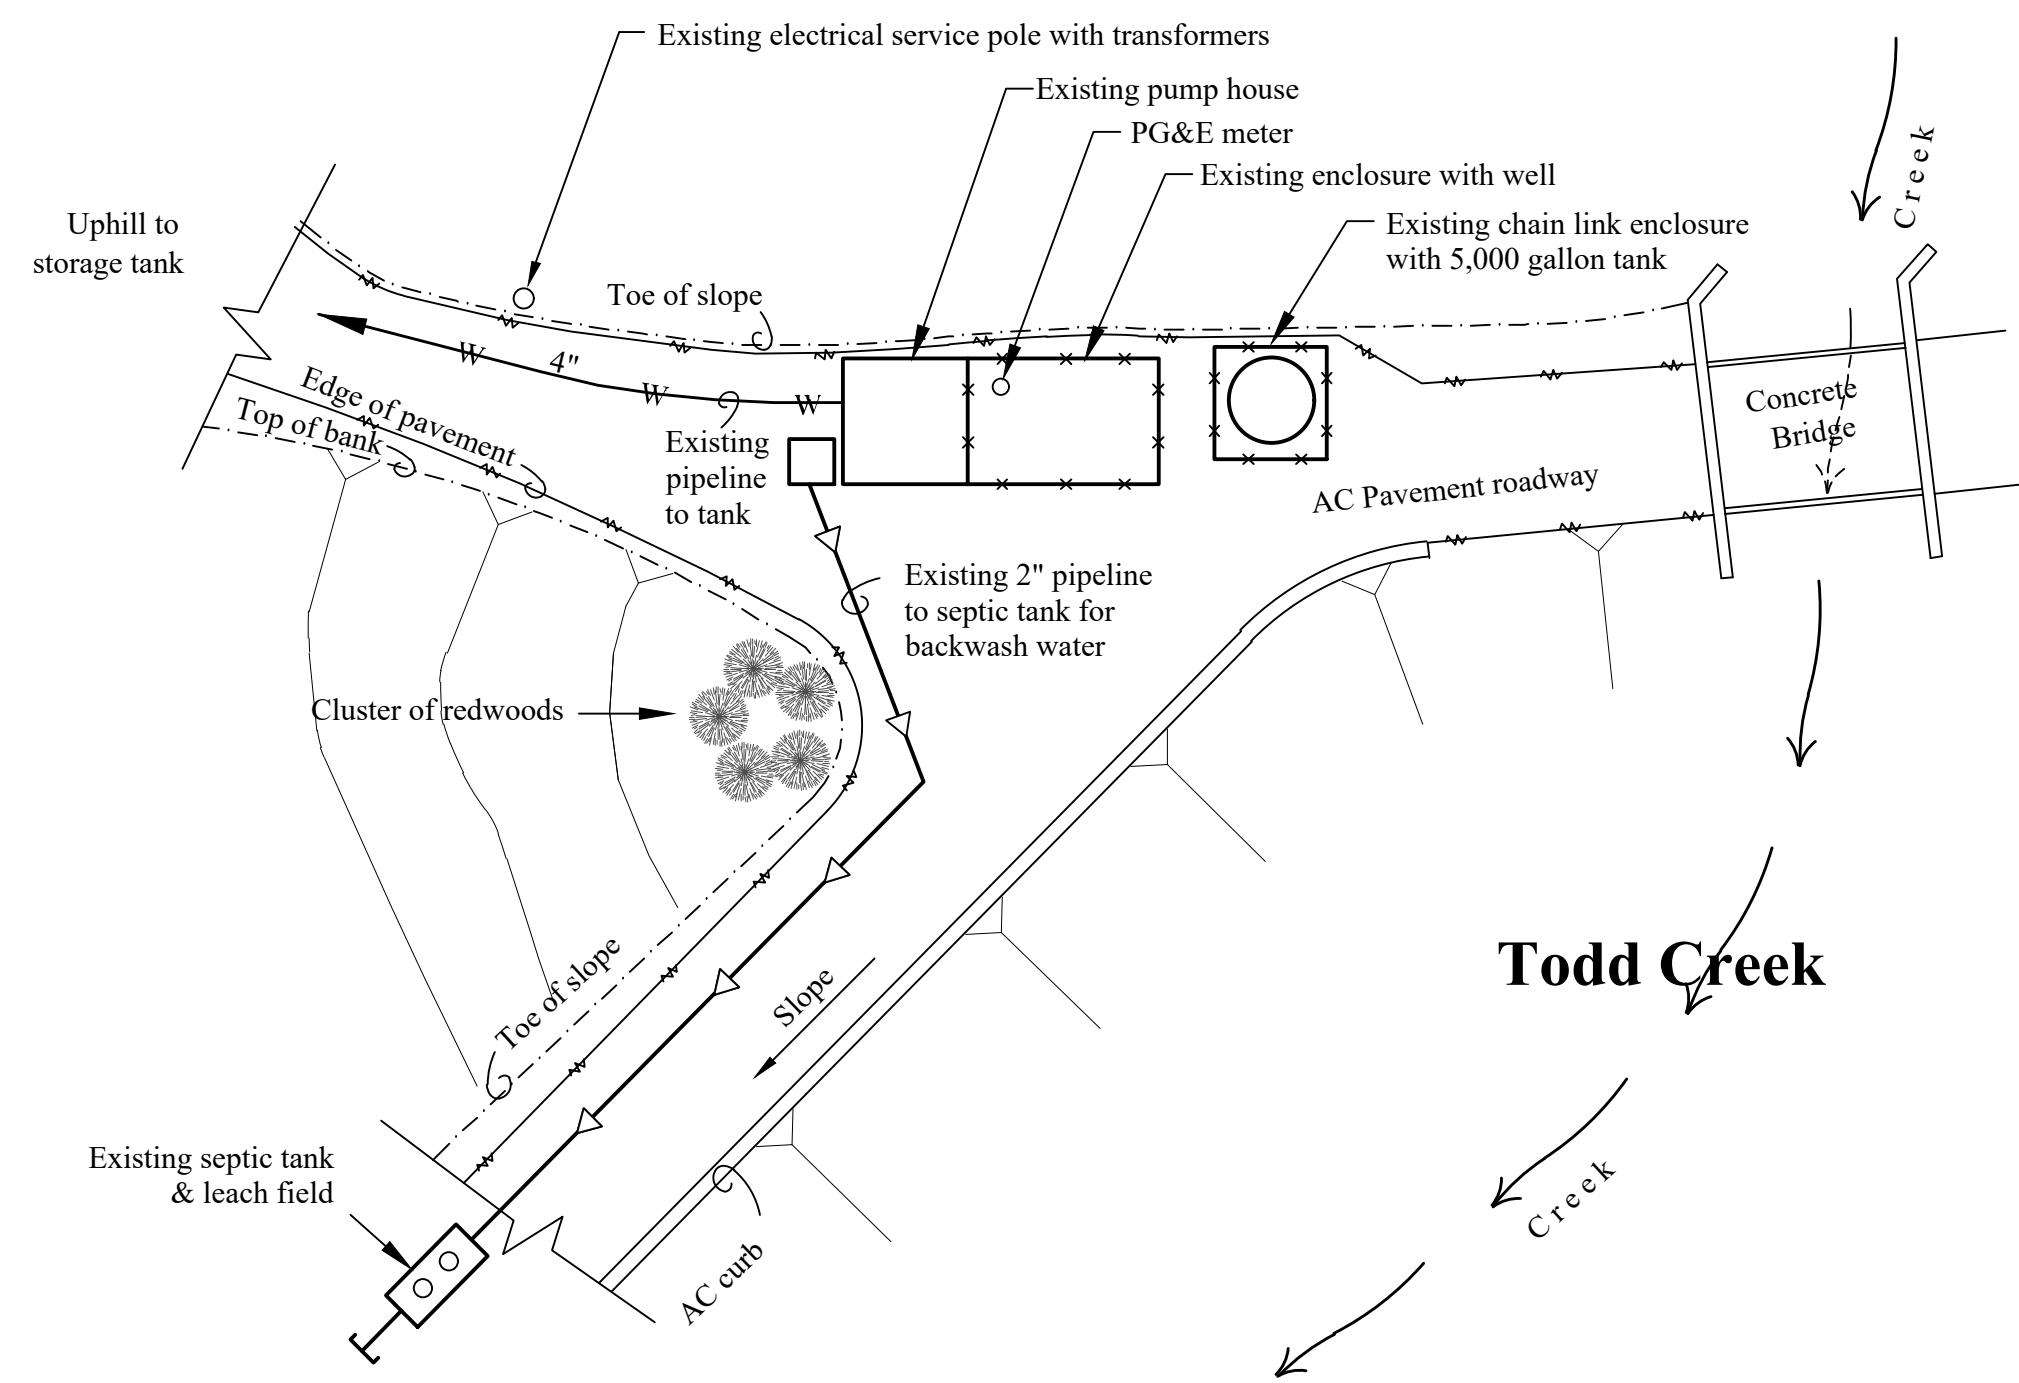 Existing electrical service pole with transformers
Existing pump house
PG&E meter
Existing enclosure with well
Existing chain link enclosure
with 5,000 gallon tank
Creek
Uphill to
storage tank
Toe of slope
W
4"
W
W
Edge of pavement
Top of bank
Existing
pipeline
to tank
Concrete
Bridge
AC Pavement roadway
Existing 2" pipeline
to septic tank for
backwash water
Cluster of redwoods
Toe of slope
Slope
Todd Creek
Existing septic tank
& leach field
AC curb
Creek